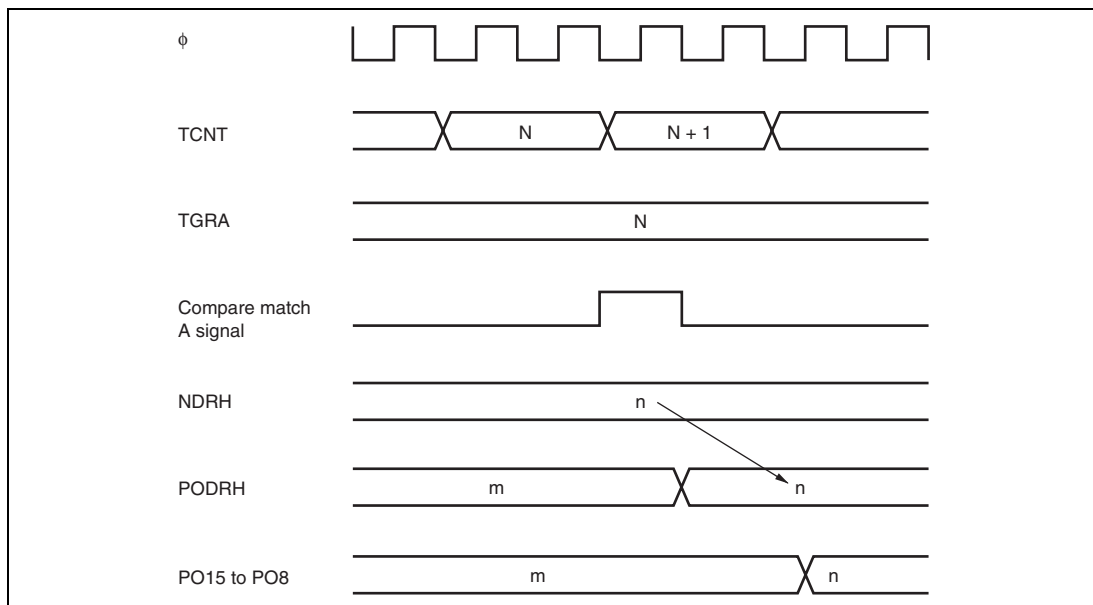 ϕ
TCNT
N
N + 1
TGRA
N
Compare match
A signal
NDRH
n
PODRH
m
n
PO15 to PO8
m
n